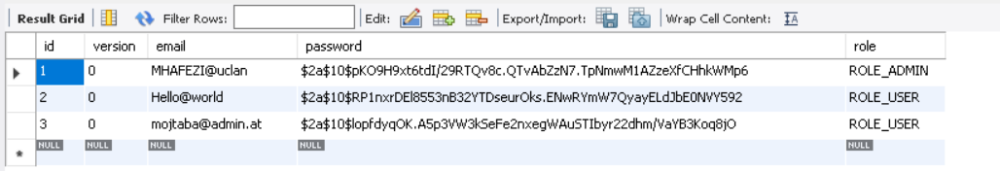 Result Grid Filter Rows: Edit: Export/Import: Wrap Cell Content: IA
id version email password role
1 0 MHAFEZI@uclan $2a$10$pKO9H9xt6tdI/29RTQv8c.QTvAbZzN7.TpNmwM1AZzeXfCHhkWMp6 ROLE_ADMIN
2 0 Hello@world $2a$10$RP1nxrDEl8553nB32YTDseurOks.ENwRYmW7QyayELdJbE0NVY592 ROLE_USER
3 0 mojtaba@admin.at $2a$10$lopfdyqOK.A5p3VW3kSeFe2nxegWAuSTIbyr22dhm/VaYB3Koq8jO ROLE_USER
NULL NULL NULL NULL NULL